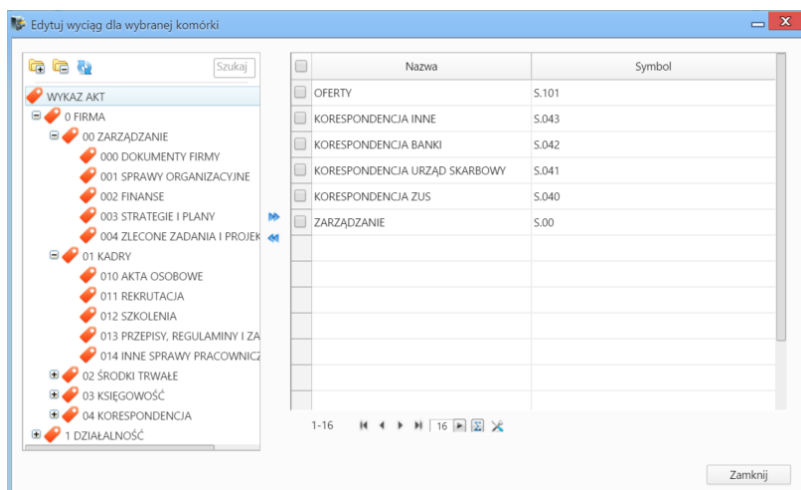 Edytuj wyciąg dla wybranej komórki
Szukaj
WYKAZ AKT
0 FIRMA
00 ZARZĄDZANIE
000 DOKUMENTY FIRMY
001 SPRAWY ORGANIZACYJNE
002 FINANSE
003 STRATEGIE I PLANY
004 ZLECONE ZADANIA I PROJEK
01 KADRY
010 AKTA OSOBOWE
011 REKRUTACJA
012 SZKOLENIA
013 PRZEPISY, REGULAMINY I ZA
014 INNE SPRAWY PRACOWNICZ
02 ŚRODKI TRWAŁE
03 KSIĘGOWOŚĆ
04 KORESPONDENCJA
1 DZIAŁALNOŚĆ
Nazwa Symbol
OFERTY S.101
KORESPONDENCJA INNE S.043
KORESPONDENCJA BANKI S.042
KORESPONDENCJA URZĄD SKARBOWY S.041
KORESPONDENCJA ZUS S.040
ZARZĄDZANIE S.00
1-16 16
Zamknij